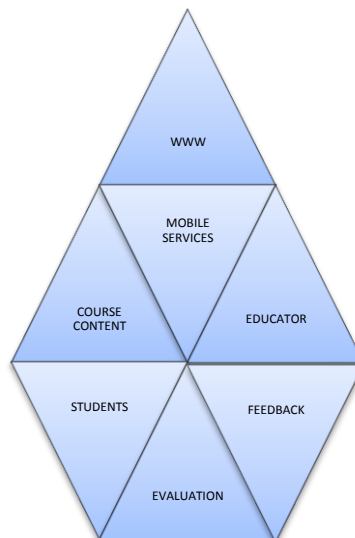 WWW
MOBILE
SERVICES
COURSE
CONTENT
EDUCATOR
STUDENTS
FEEDBACK
EVALUATION